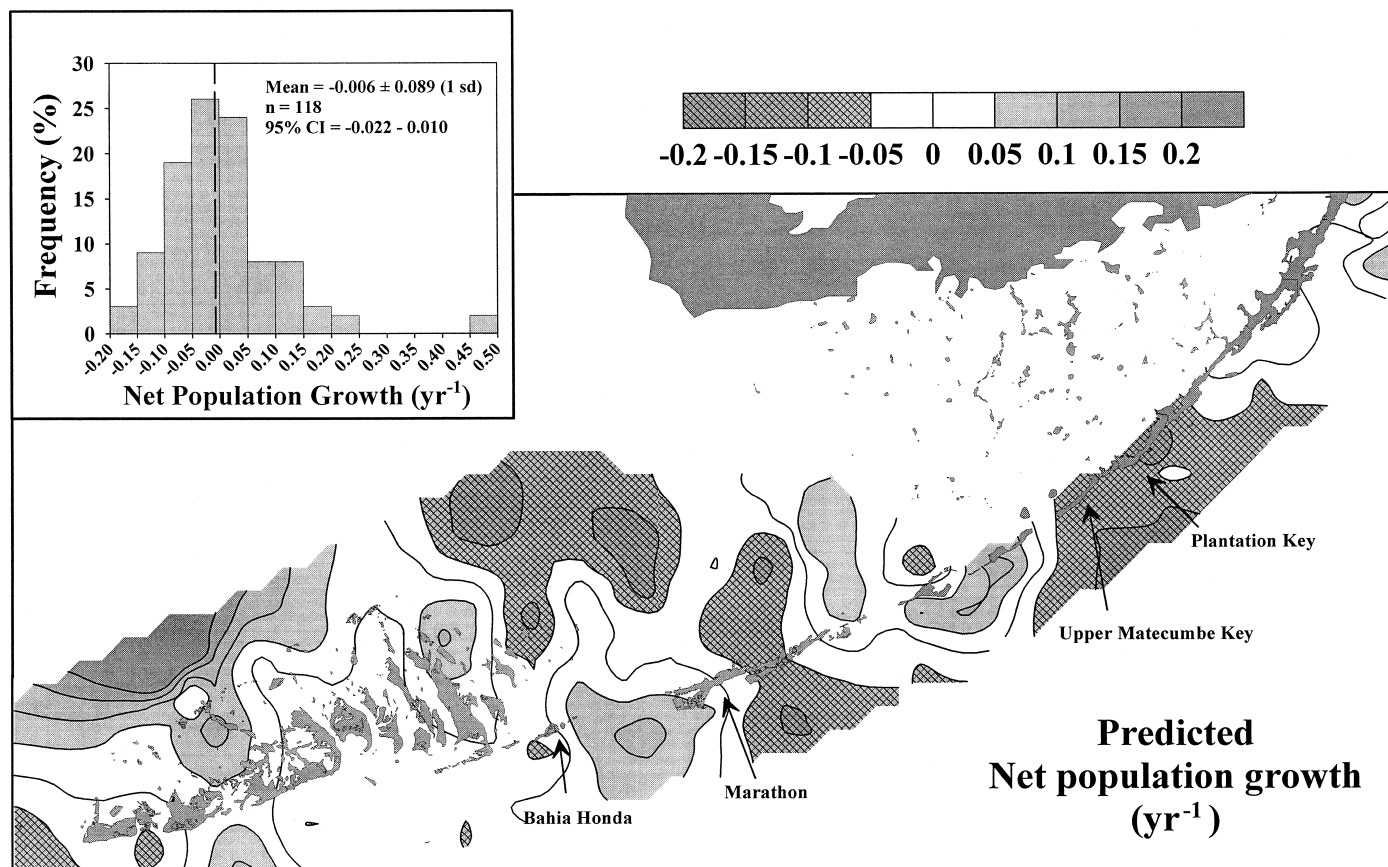 30
25
20
15
10
5
0
Frequency (%)
Mean = -0.006 ± 0.089 (1 sd)
n = 118
95% CI = -0.022 - 0.010
-0.20 -0.15 -0.10 -0.05 0.00 0.05 0.10 0.15 0.20 0.25 0.30 0.35 0.40 0.45 0.50
Net Population Growth (yr-1)
-0.2 -0.15 -0.1 -0.05 0 0.05 0.1 0.15 0.2
Plantation Key
Upper Matecumbe Key
Marathon
Bahia Honda
Predicted
Net population growth
(yr-1)